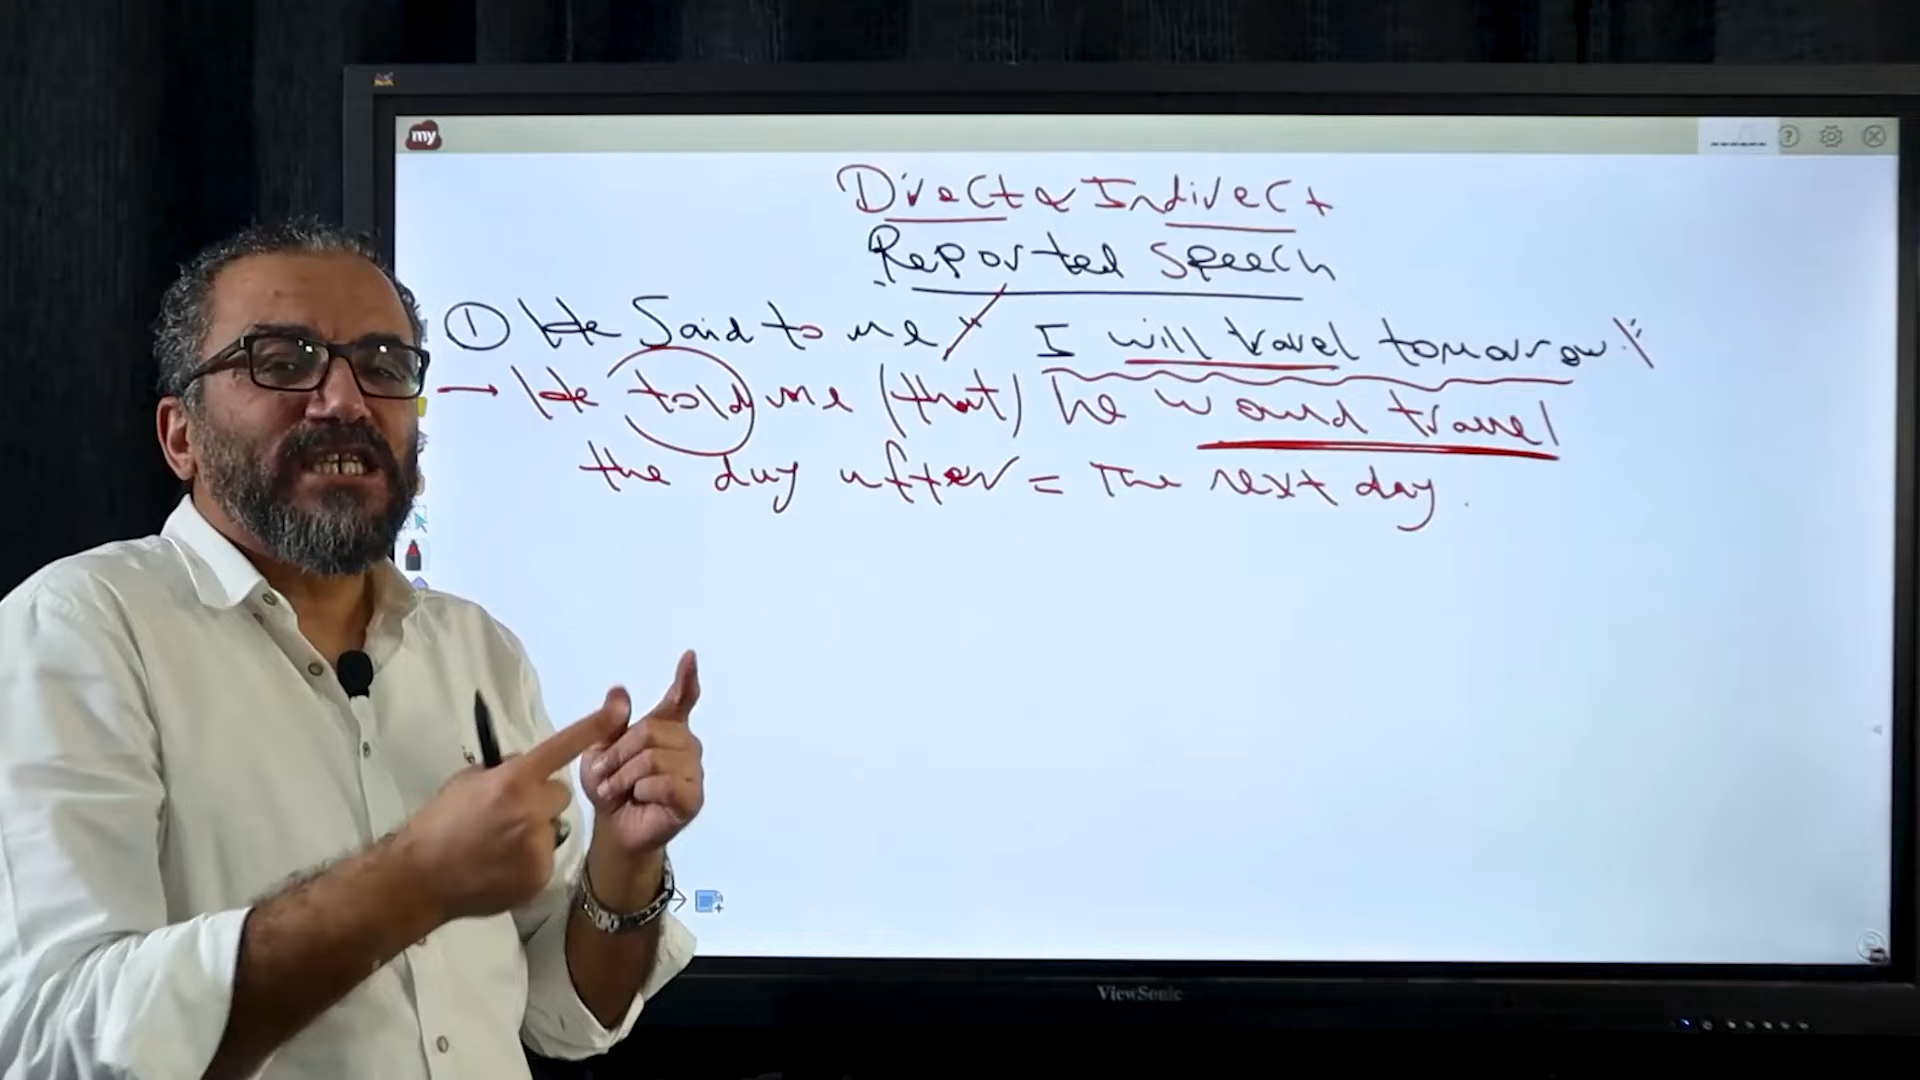 my
Direct & Indirect
Reported Speech
① He Said to me " I will travel tomorrow."
→ He told me (that) he would travel
the day after = The next day.
ViewSonic